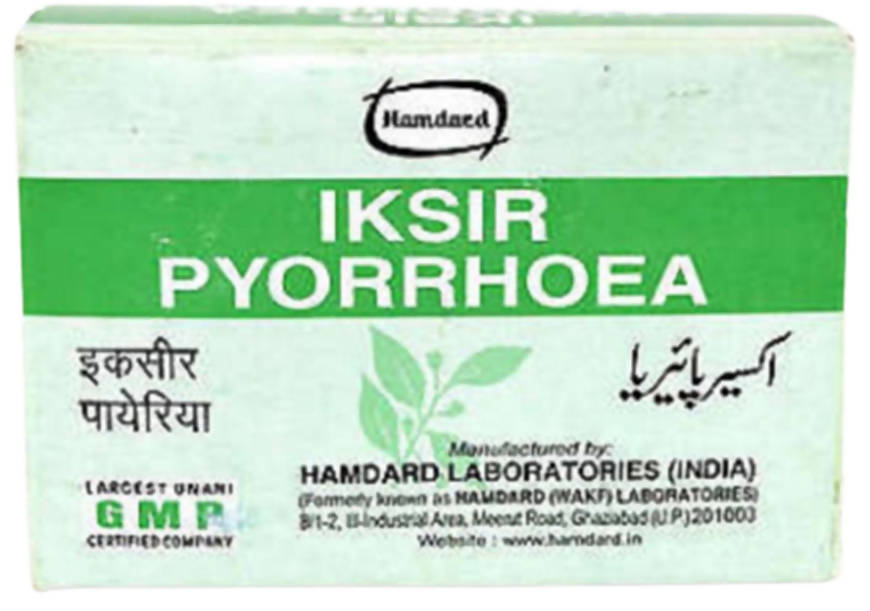 Hamdard
IKSIR
PYORRHOEA
इकसीर
पायेरिया
اکسیر پائیریا
LARGEST UNANI
GMP
CERTIFIED COMPANY
Manufactured by:
HAMDARD LABORATORIES (INDIA)
(Formerly known as HAMDARD (WAKF) LABORATORIES)
8/1-2, Industrial Area, Meerut Road, Ghaziabad (U.P.) 201003
Website : www.hamdard.in